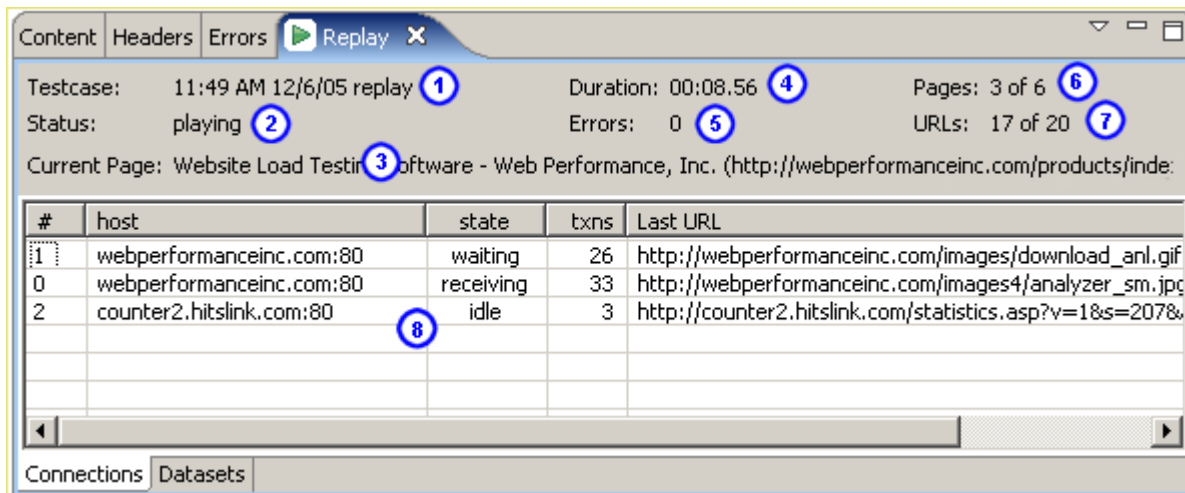 Content Headers Errors Replay
Testcase: 11:49 AM 12/6/05 replay 1 Duration: 00:08.56 4 Pages: 3 of 6 6
Status: playing 2 Errors: 0 5 URLs: 17 of 20 7
Current Page: Website Load Testin 3 oftware - Web Performance, Inc. (http://webperformanceinc.com/products/inde
# host state txns Last URL
1 webperformanceinc.com:80 waiting 26 http://webperformanceinc.com/images/download_anl.gif
0 webperformanceinc.com:80 receiving 33 http://webperformanceinc.com/images4/analyzer_sm.jpg
2 counter2.hitslink.com:80 idle 3 http://counter2.hitslink.com/statistics.asp?v=1&s=207&
8
Connections Datasets